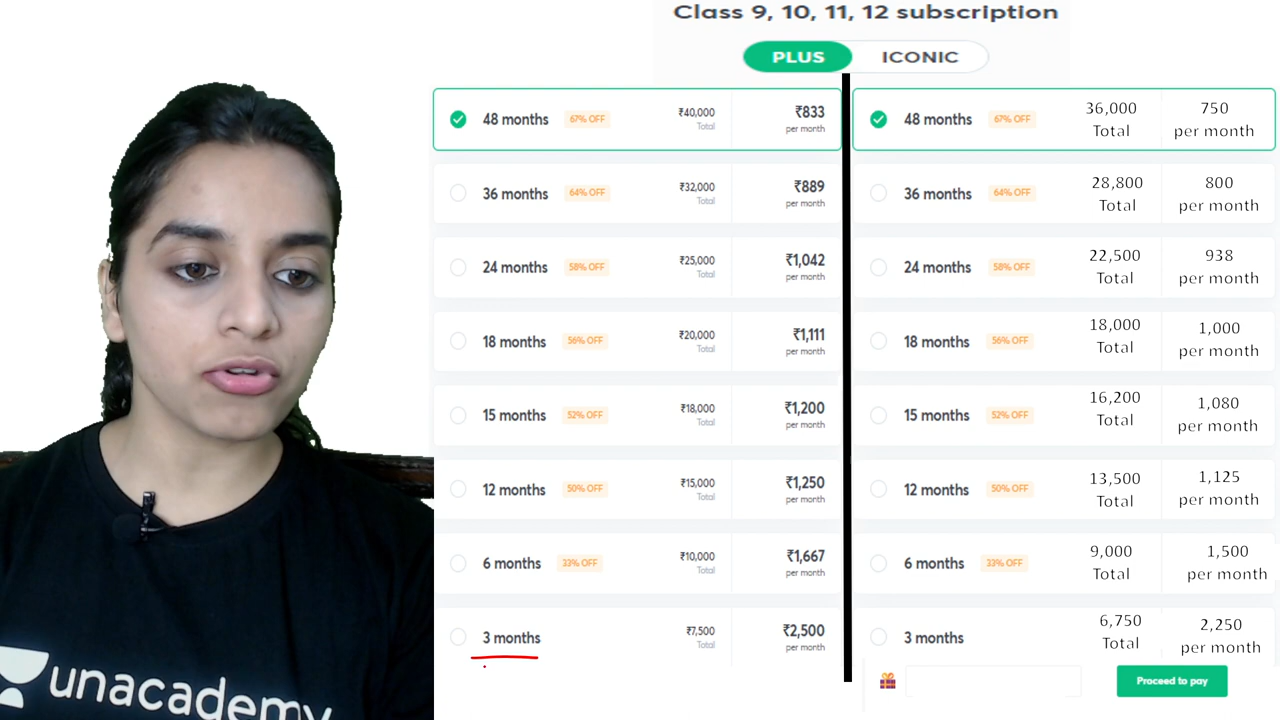 Class 9, 10, 11, 12 subscription
PLUS ICONIC
48 months 67% OFF ₹40,000 Total ₹833 per month
36 months 64% OFF ₹32,000 Total ₹889 per month
24 months 58% OFF ₹25,000 Total ₹1,042 per month
18 months 56% OFF ₹20,000 Total ₹1,111 per month
15 months 52% OFF ₹18,000 Total ₹1,200 per month
12 months 50% OFF ₹15,000 Total ₹1,250 per month
6 months 33% OFF ₹10,000 Total ₹1,667 per month
3 months ₹7,500 Total ₹2,500 per month
48 months 67% OFF 36,000 Total 750 per month
36 months 64% OFF 28,800 Total 800 per month
24 months 58% OFF 22,500 Total 938 per month
18 months 56% OFF 18,000 Total 1,000 per month
15 months 52% OFF 16,200 Total 1,080 per month
12 months 50% OFF 13,500 Total 1,125 per month
6 months 33% OFF 9,000 Total 1,500 per month
3 months 6,750 Total 2,250 per month
Proceed to pay
unacademy